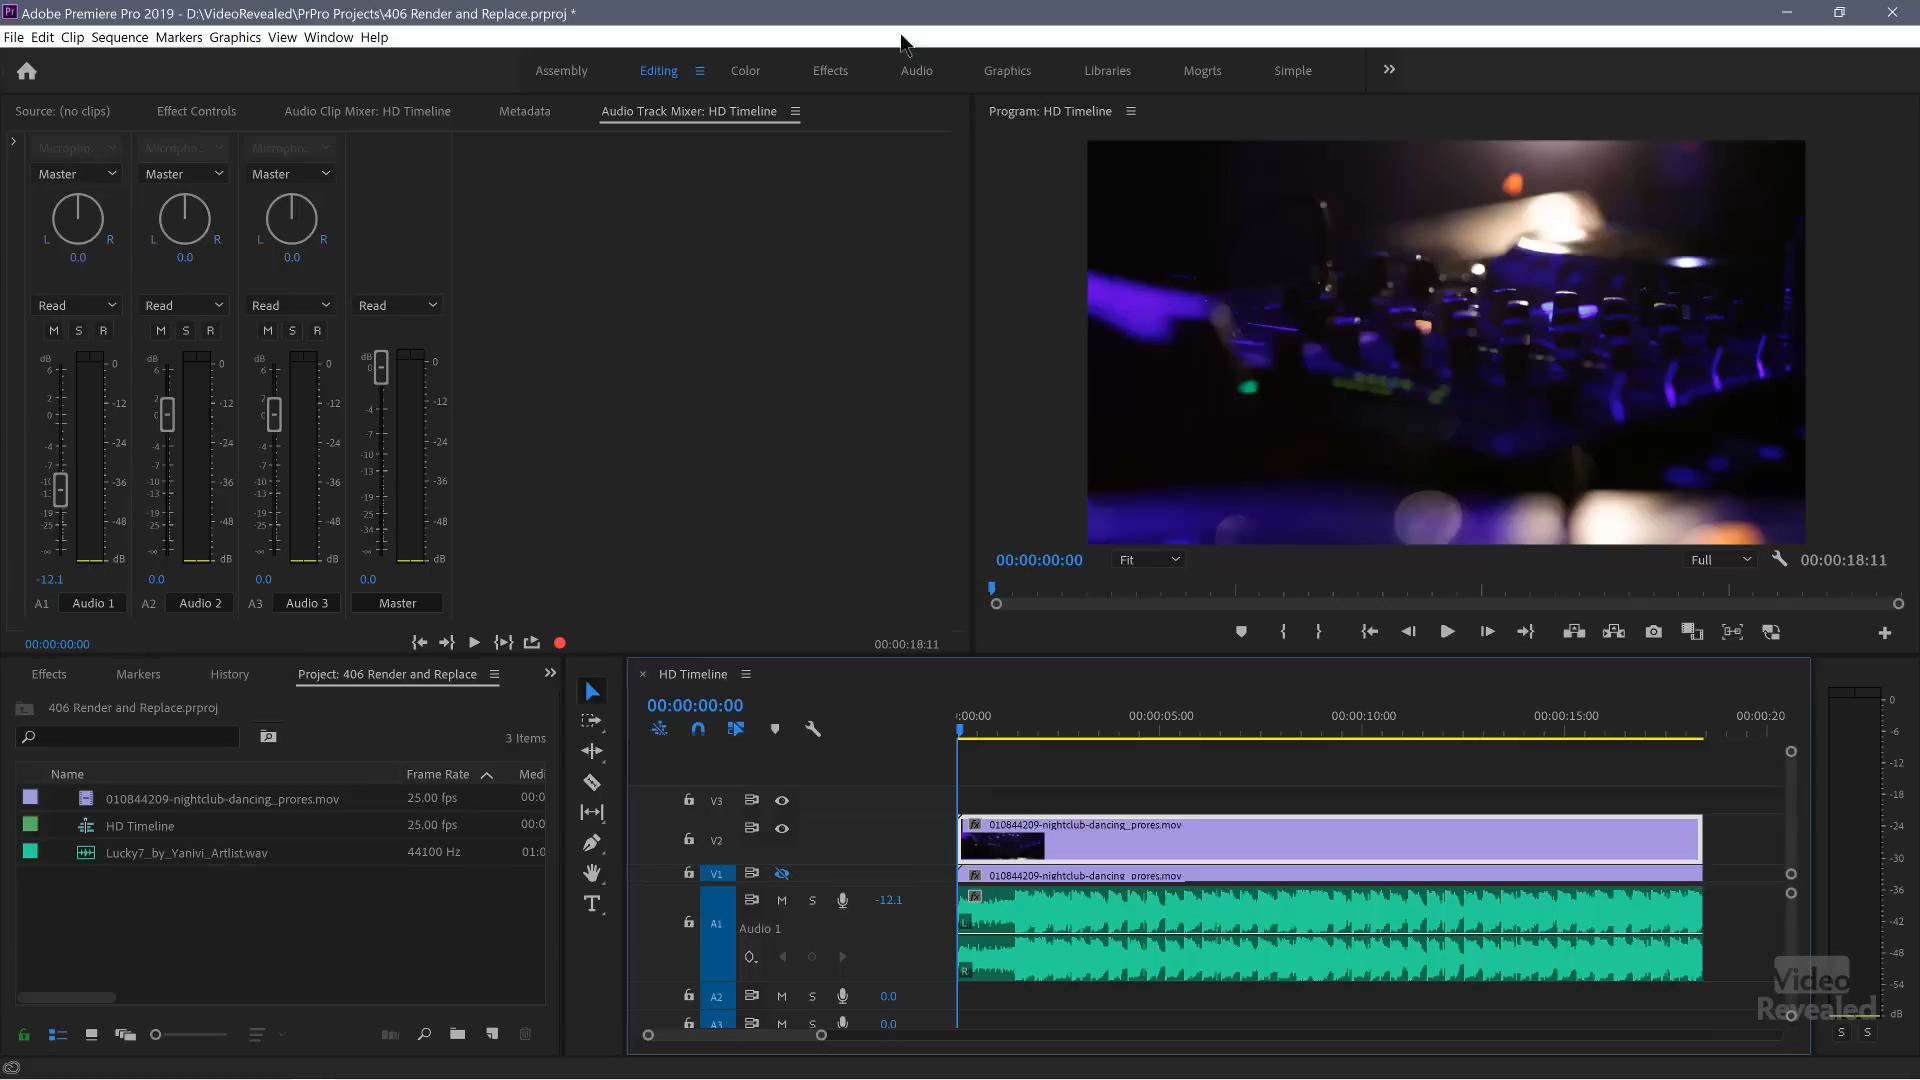 Pr Adobe Premiere Pro 2019 - D:\VideoRevealed\PrPro Projects\406 Render and Replace.prproj *
File Edit Clip Sequence Markers Graphics View Window Help
Assembly Editing Color Effects Audio Graphics Libraries Mogrts Simple
Source: (no clips) Effect Controls Audio Clip Mixer: HD Timeline Metadata Audio Track Mixer: HD Timeline
Micropho... Micropho... Micropho...
Master Master Master
L R L R L R
0.0 0.0 0.0
Read Read Read Read
M S R M S R M S R
dB 0 dB 0 dB 0 dB 0
6 6 6 0
2 -12 2 -12 2 -12 -12
0 0 0 -4
-4 -24 -4 -24 -4 -24 -7 -24
-7 -7 -7 -10
-10 -36 -10 -36 -10 -36 -13 -36
-13 -13 -13 -19
-19 -48 -19 -48 -19 -48 -25 -48
-25 -25 -25 -34
-∞ dB -∞ dB -∞ dB -∞ dB
-12.1 0.0 0.0 0.0
A1 Audio 1 A2 Audio 2 A3 Audio 3 Master
00:00:00:00 00:00:18:11
Program: HD Timeline
00:00:00:00 Fit Full 00:00:18:11
Effects Markers History Project: 406 Render and Replace
406 Render and Replace.prproj
3 Items
Name Frame Rate Medi
010844209-nightclub-dancing_prores.mov 25.00 fps 00:0
HD Timeline 25.00 fps 00:0
Lucky7_by_Yanivi_Artlist.wav 44100 Hz 01:0
HD Timeline
00:00:00:00
:00:00 00:00:05:00 00:00:10:00 00:00:15:00 00:00:20
V3
V2 fx 010844209-nightclub-dancing_prores.mov
V1 fx 010844209-nightclub-dancing_prores.mov
A1 M S -12.1 fx
Audio 1 L
R
A2 M S 0.0
A3 M S 0.0
0
-6
-12
-18
-24
-30
-36
-42
-48
-54
dB
S S
Video
Revealed